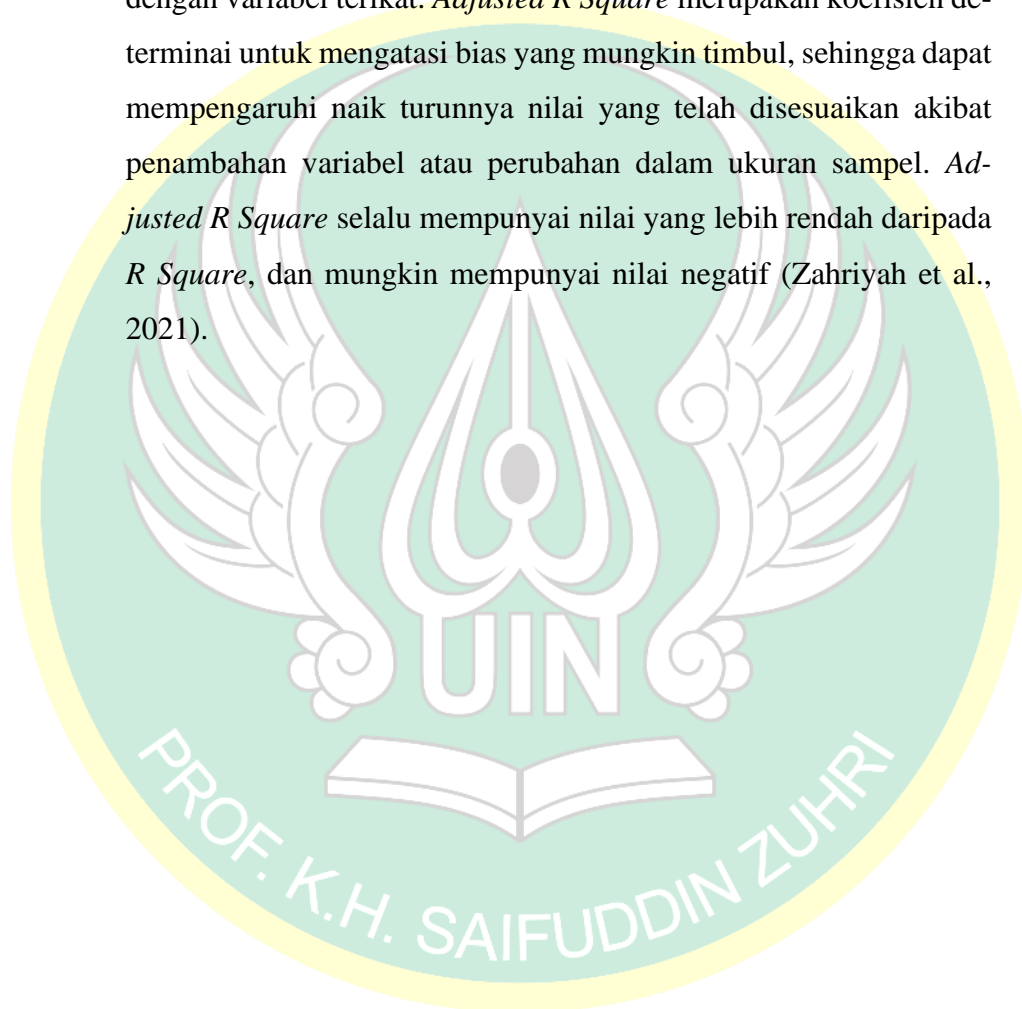 dengan variabel terikat. Adjusted R Square merupakan koefisien de-
terminai untuk mengatasi bias yang mungkin timbul, sehingga dapat
mempengaruhi naik turunnya nilai yang telah disesuaikan akibat
penambahan variabel atau perubahan dalam ukuran sampel. Ad-
justed R Square selalu mempunyai nilai yang lebih rendah daripada
R Square, dan mungkin mempunyai nilai negatif (Zahriyah et al.,
2021).
UIN
PROF. K.H. SAIFUDDIN ZUHRI